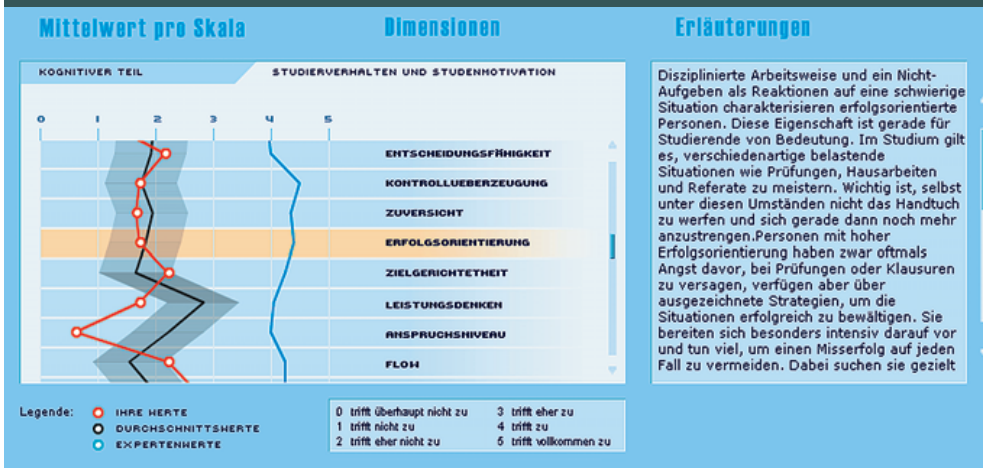 Mittelwert pro Skala
Dimensionen
Erläuterungen
KOGNITIVER TEIL
STUDIERVERHALTEN UND STUDENMOTIVATION
0 1 2 3 4 5
ENTSCHEIDUNGSFÄHIGKEIT
KONTROLLUEBERZEUGUNG
ZUVERSICHT
ERFOLGSORIENTIERUNG
ZIELGERICHTETHEIT
LEISTUNGSDENKEN
ANSPRUCHSNIVEAU
FLOW
Disziplinierte Arbeitsweise und ein Nicht-
Aufgeben als Reaktionen auf eine schwierige
Situation charakterisieren erfolgsorientierte
Personen. Diese Eigenschaft ist gerade für
Studierende von Bedeutung. Im Studium gilt
es, verschiedenartige belastende
Situationen wie Prüfungen, Hausarbeiten
und Referate zu meistern. Wichtig ist, selbst
unter diesen Umständen nicht das Handtuch
zu werfen und sich gerade dann noch mehr
anzustrengen.Personen mit hoher
Erfolgsorientierung haben zwar oftmals
Angst davor, bei Prüfungen oder Klausuren
zu versagen, verfügen aber über
ausgezeichnete Strategien, um die
Situationen erfolgreich zu bewältigen. Sie
bereiten sich besonders intensiv darauf vor
und tun viel, um einen Misserfolg auf jeden
Fall zu vermeiden. Dabei suchen sie gezielt
Legende:
IHRE WERTE
DURCHSCHNITTSWERTE
EXPERTENWERTE
0 trifft überhaupt nicht zu
1 trifft nicht zu
2 trifft eher nicht zu
3 trifft eher zu
4 trifft zu
5 trifft vollkommen zu